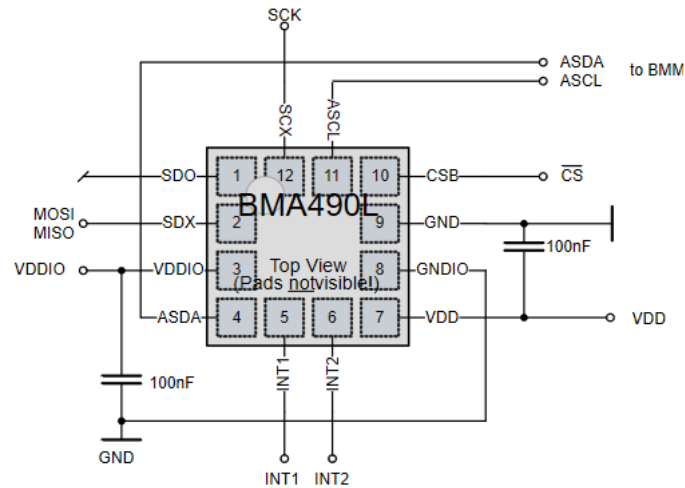 SCK
ASDA
ASCL
to BMM
SCX
ASCL
SDO
1
12
11
10
CSB
CS
MOSI
MISO
SDX
2
BMA490L
9
GND
100nF
VDDIO
VDDIO
3
Top View
(Pads notvisible!)
8
GNDIO
ASDA
4
5
6
7
VDD
VDD
INT1
INT2
100nF
GND
INT1
INT2